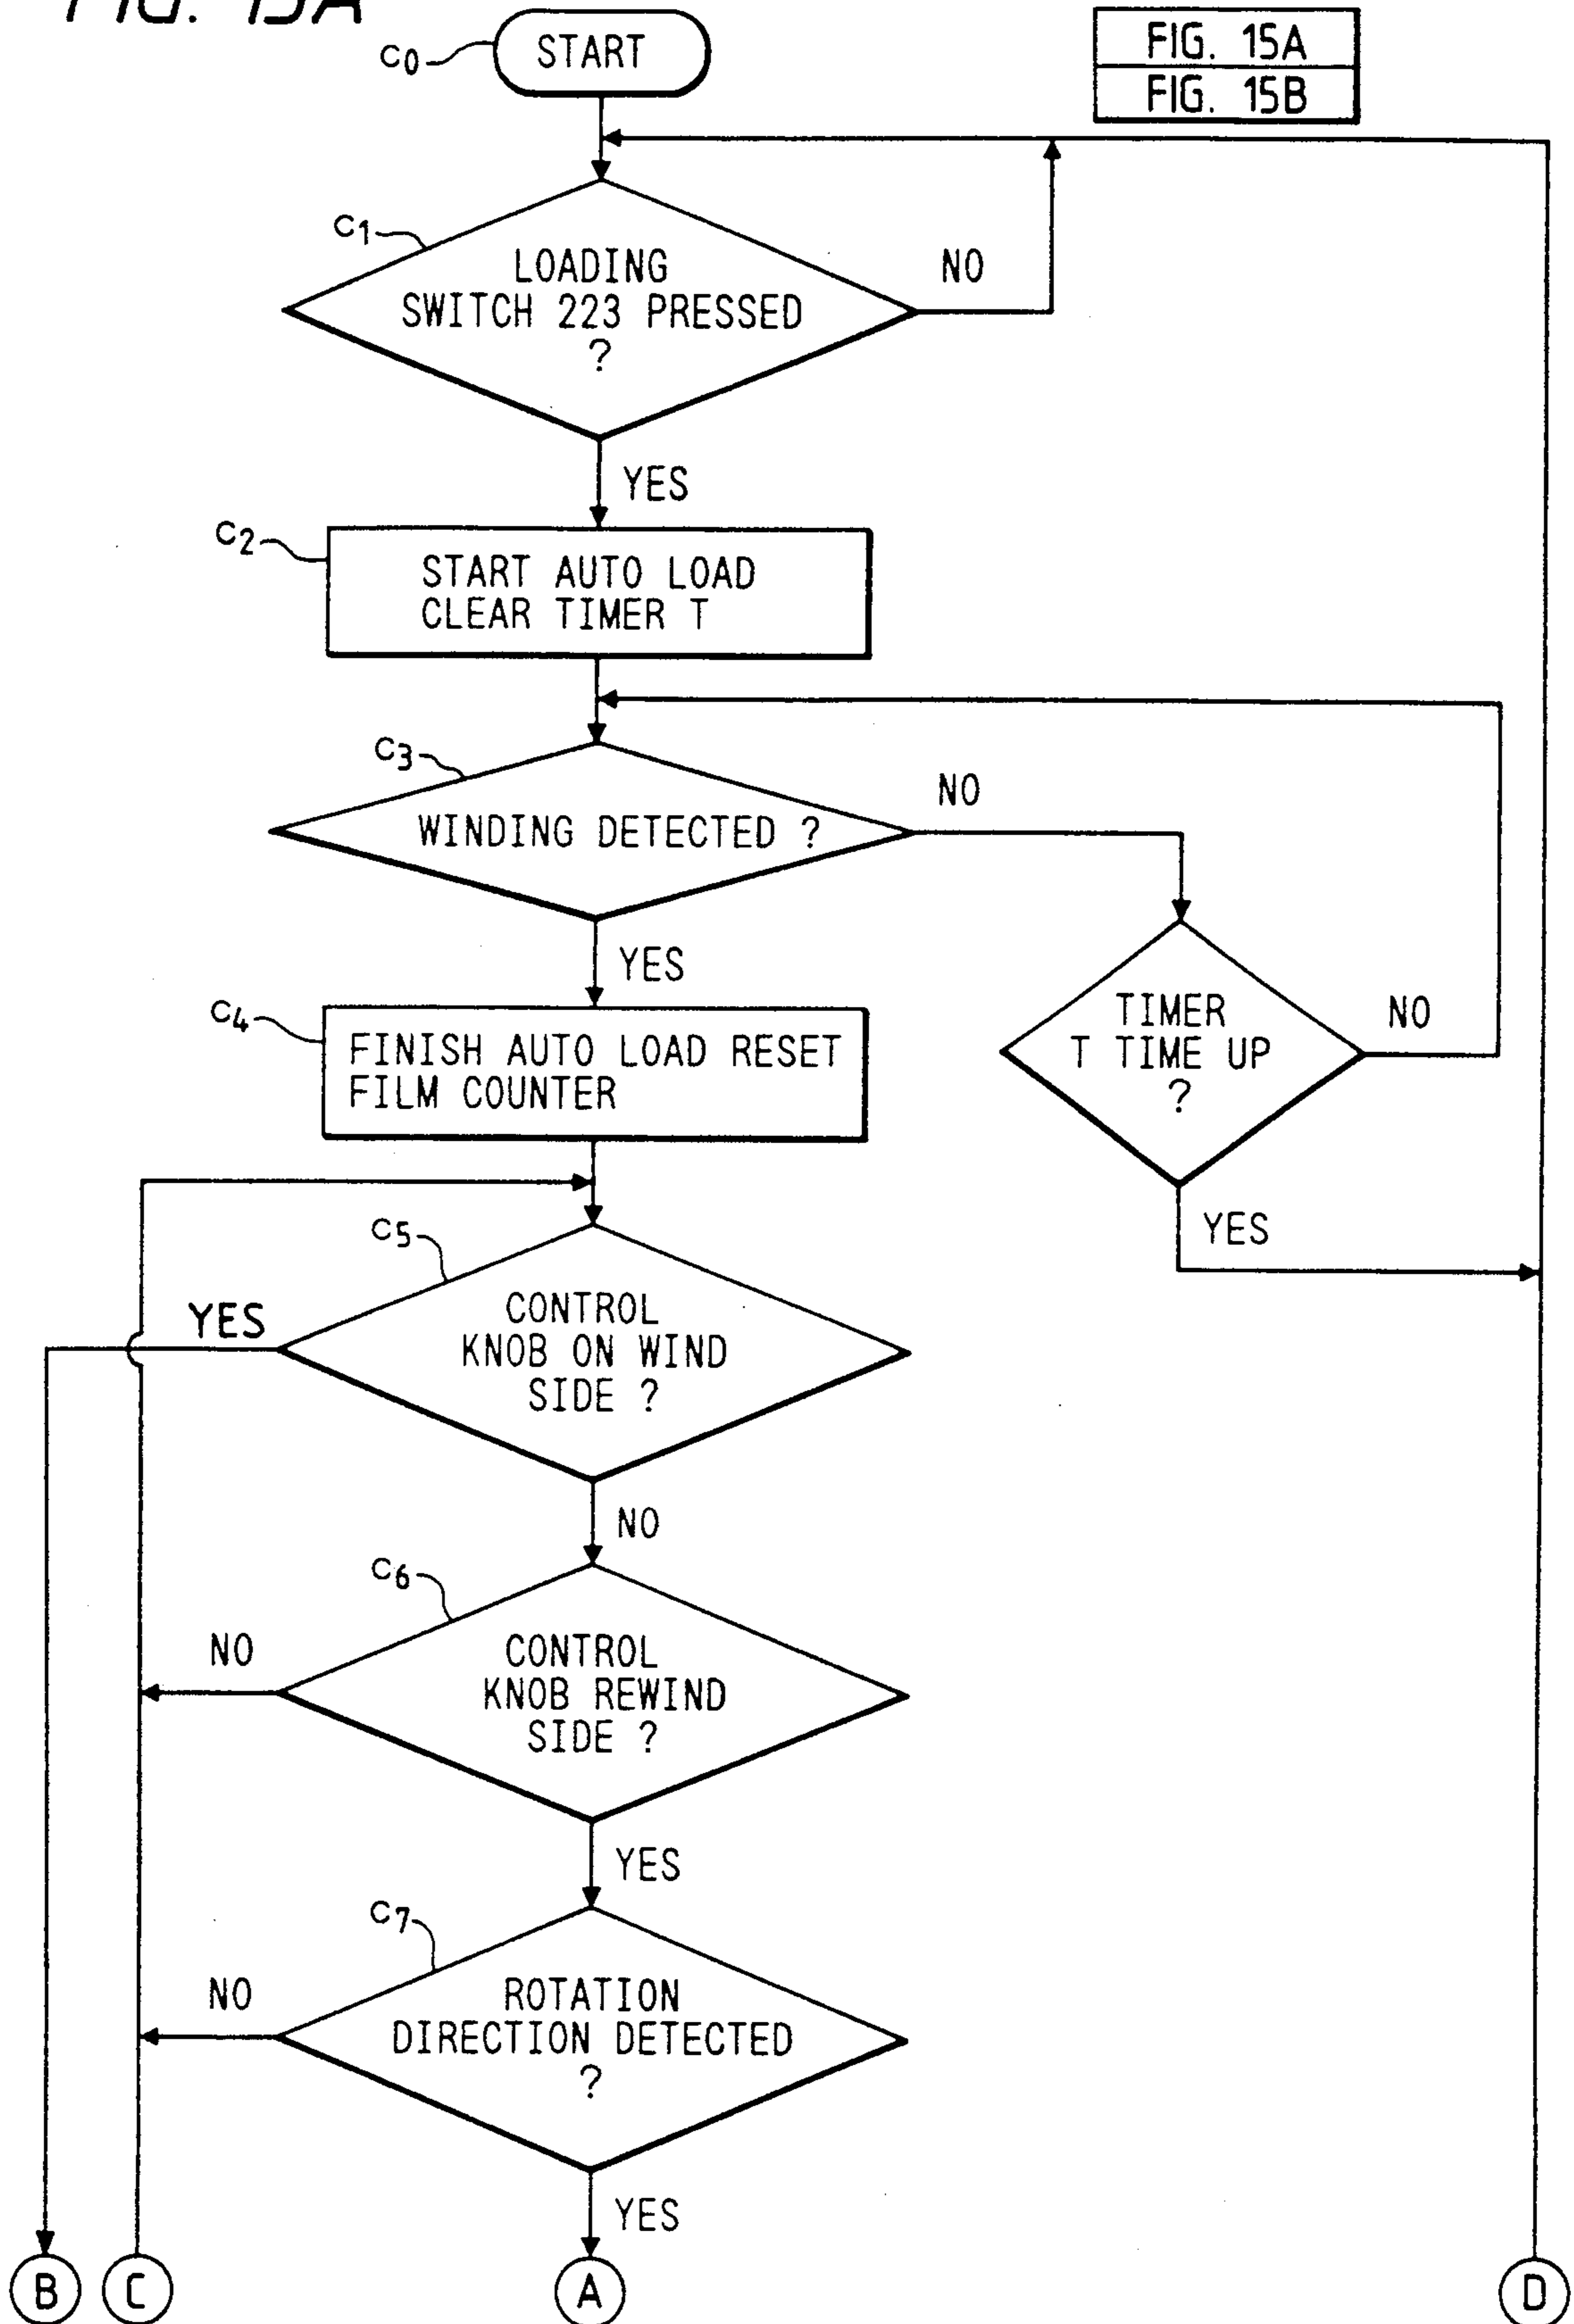 FIG. 15A
C0
START
FIG. 15A
FIG. 15B
C1
LOADING
SWITCH 223 PRESSED
?
NO
YES
C2
START AUTO LOAD
CLEAR TIMER T
C3
WINDING DETECTED ?
NO
YES
C4
FINISH AUTO LOAD RESET
FILM COUNTER
TIMER
T TIME UP
?
NO
YES
C5
YES
CONTROL
KNOB ON WIND
SIDE ?
NO
C6
NO
CONTROL
KNOB REWIND
SIDE ?
YES
C7
NO
ROTATION
DIRECTION DETECTED
?
YES
B
C
A
D